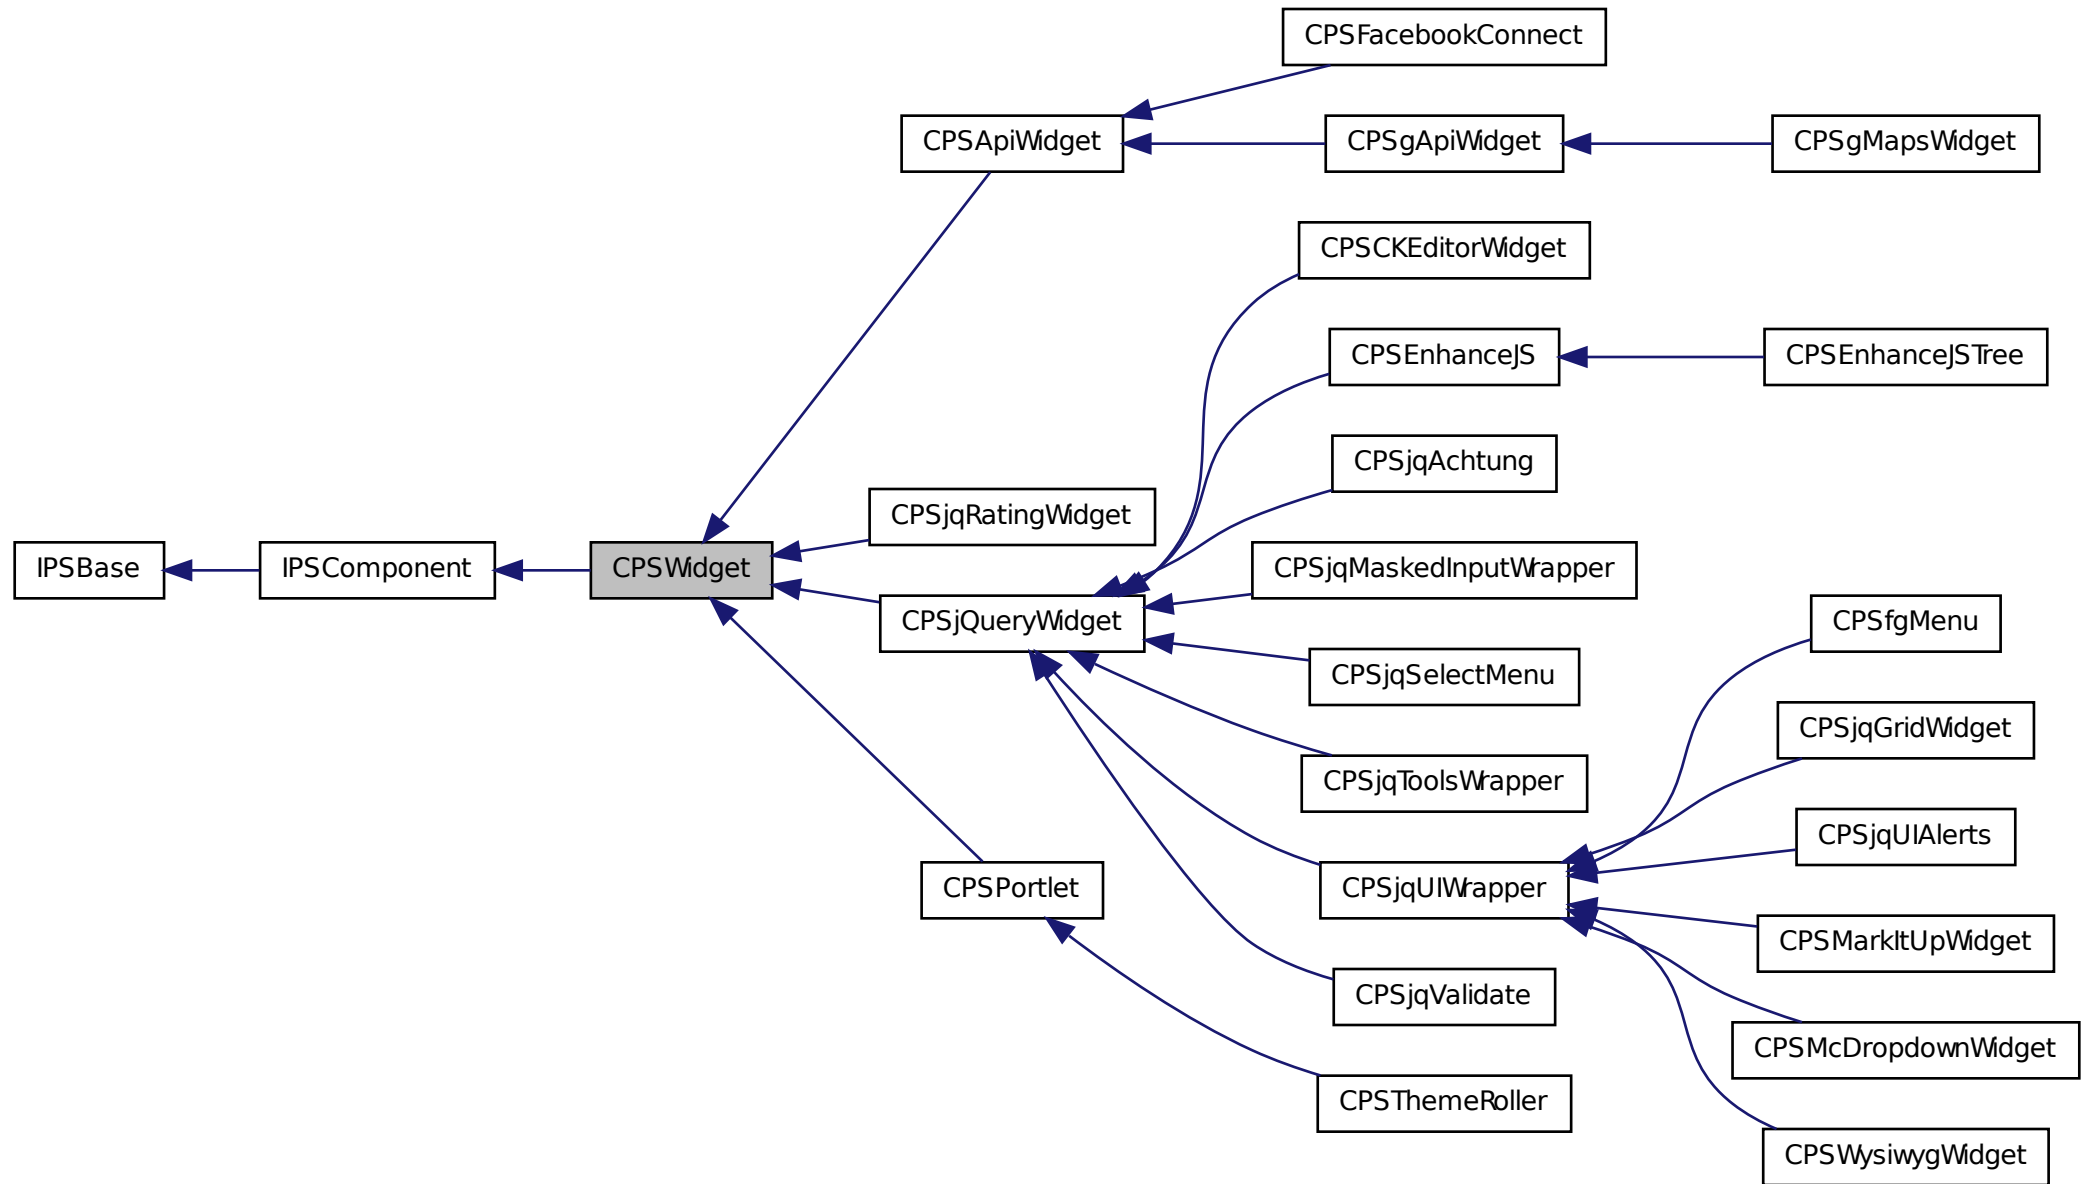 CPSFacebookConnect
CPSApiWidget
CPSgApiWidget
CPSgMapsWidget
CPSCKEditorWidget
CPSEnhanceJS
CPSEnhanceJSTree
CPSjqAchtung
CPSjqRatingWidget
IPSBase
IPSComponent
CPSWidget
CPSjqMaskedInputWrapper
CPSjQueryWidget
CPSfgMenu
CPSjqSelectMenu
CPSjqGridWidget
CPSjqToolsWrapper
CPSjqUIAlerts
CPSPortlet
CPSjqUIWrapper
CPSMarkItUpWidget
CPSjqValidate
CPSMcDropdownWidget
CPSThemeRoller
CPSWysiwygWidget